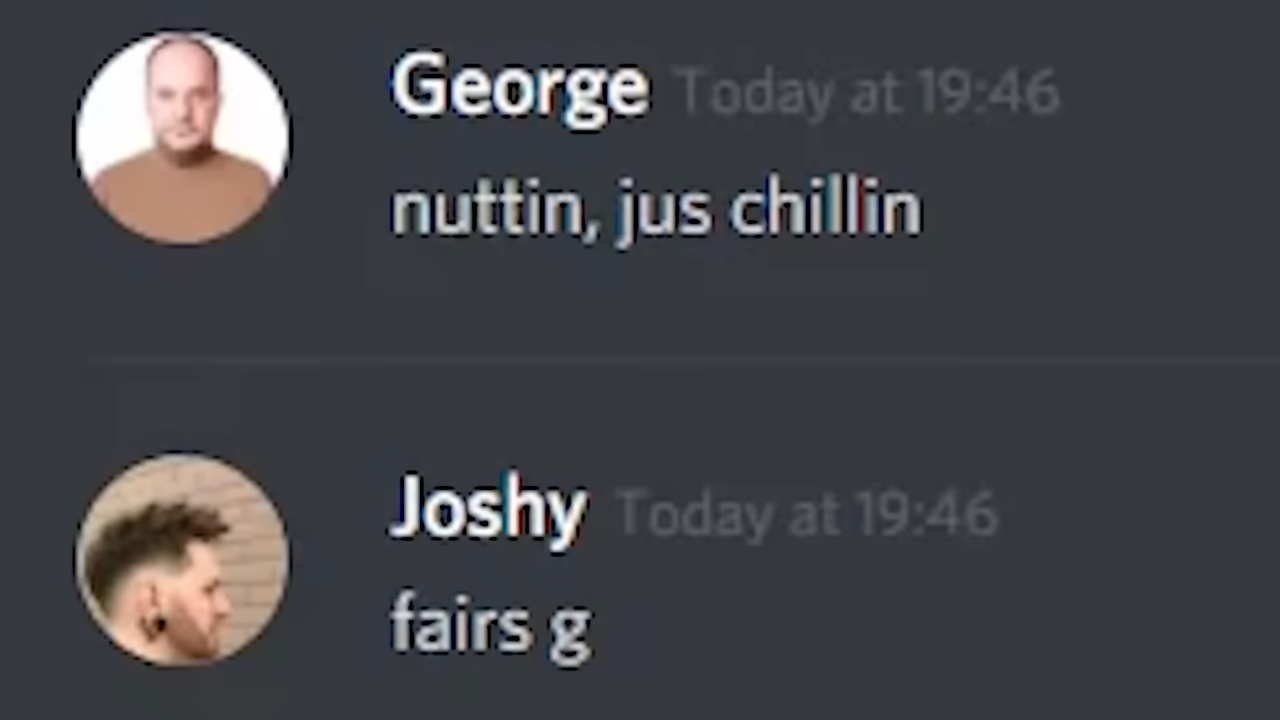 George Today at 19:46
nuttin, jus chillin
Joshy Today at 19:46
fairs g